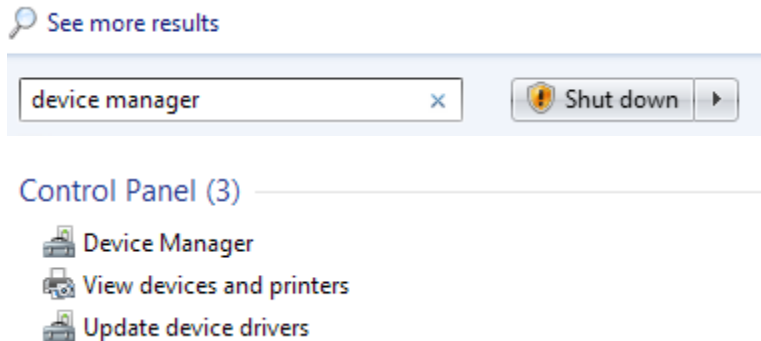 See more results
device manager
Shut down
Control Panel (3)
Device Manager
View devices and printers
Update device drivers